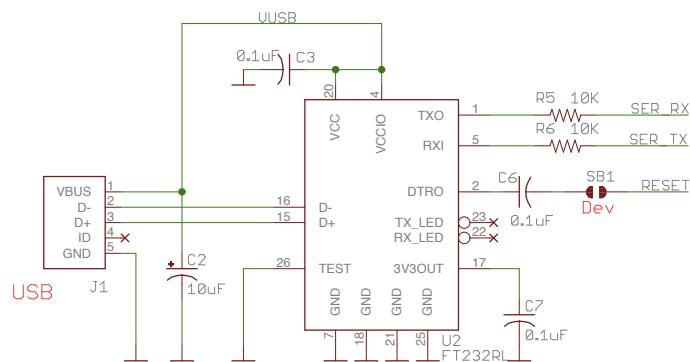 VUSB
0.1uF C3
20
4
VCC
VCCIO
TXO 1 R5 10K SER_RX
RXI 5 R6 10K SER_TX
DTRO 2 C6 0.1uF SB1 Dev RESET
TX_LED 23
RX_LED 22
VBUS 1
D- 2
D+ 3
ID 4
GND 5
USB J1
16 D-
15 D+
26 TEST
3V3OUT 17
C2
10uF
GND GND GND GND
7 18 21 25
U2
FT232RL
C7
0.1uF